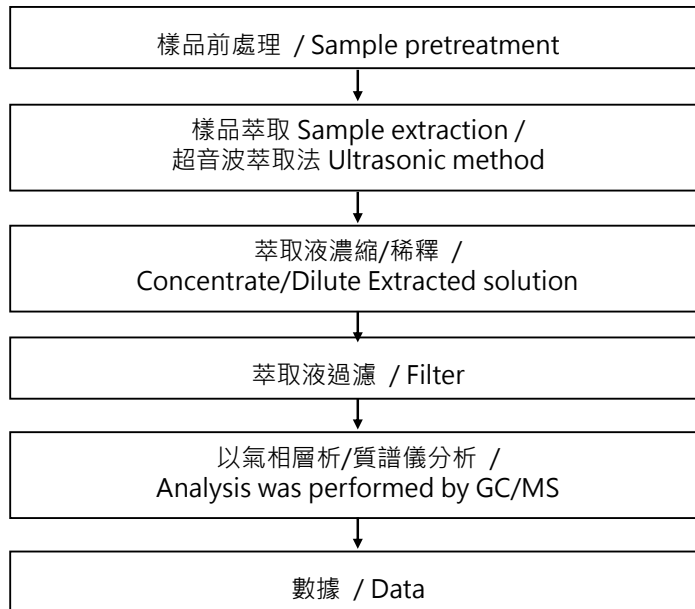 樣品前處理 / Sample pretreatment
樣品萃取 Sample extraction /
超音波萃取法 Ultrasonic method
萃取液濃縮/稀釋 /
Concentrate/Dilute Extracted solution
萃取液過濾 / Filter
以氣相層析/質譜儀分析 /
Analysis was performed by GC/MS
數據 / Data